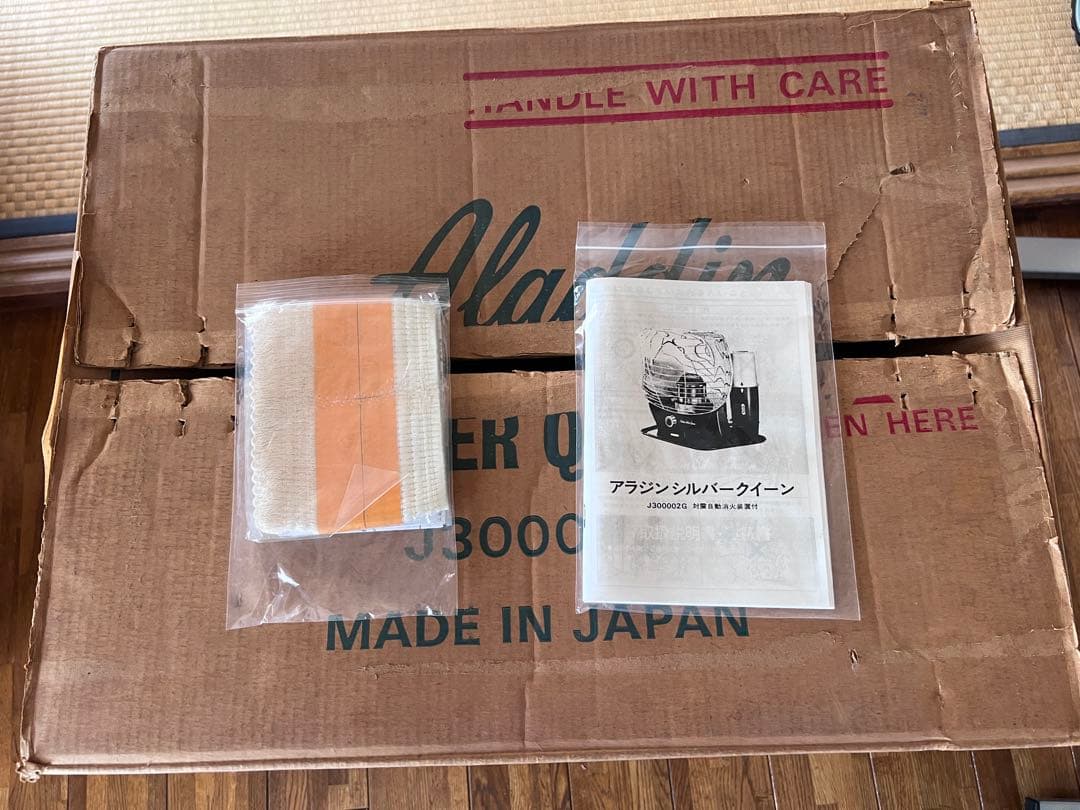 HANDLE WITH CARE
Aladdin
ER Q
EN HERE
アラジンシルバークイーン
J300002G 対震自動消火装置付
J3000
MADE IN JAPAN